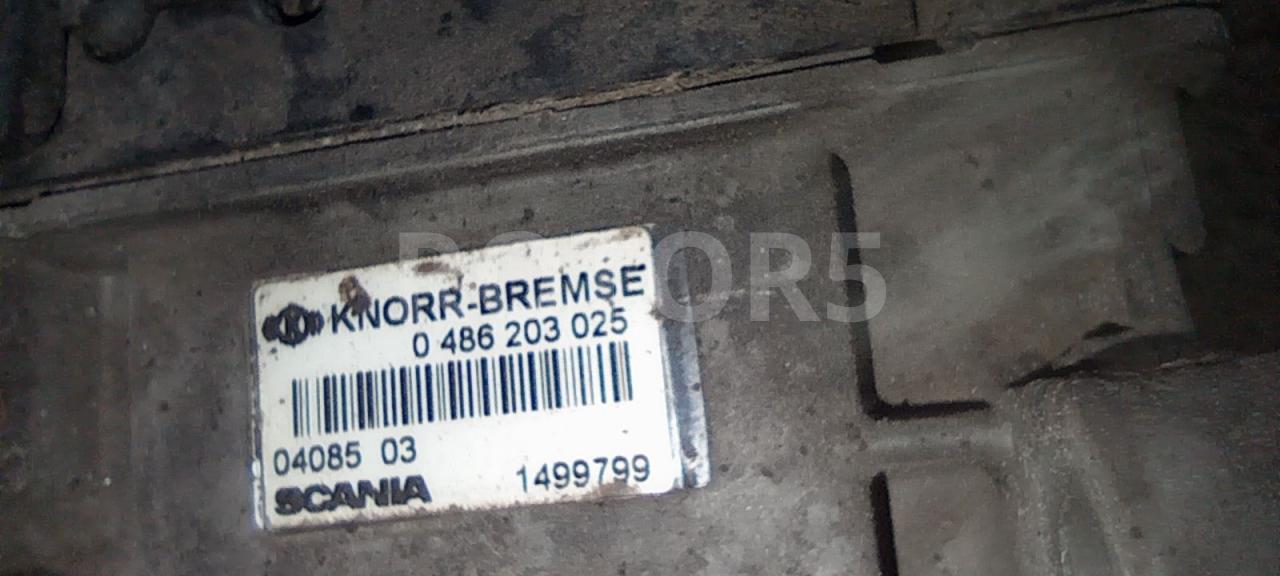 KNORR-BREMSE
0 486 203 025
04085 03
SCANIA 1499799